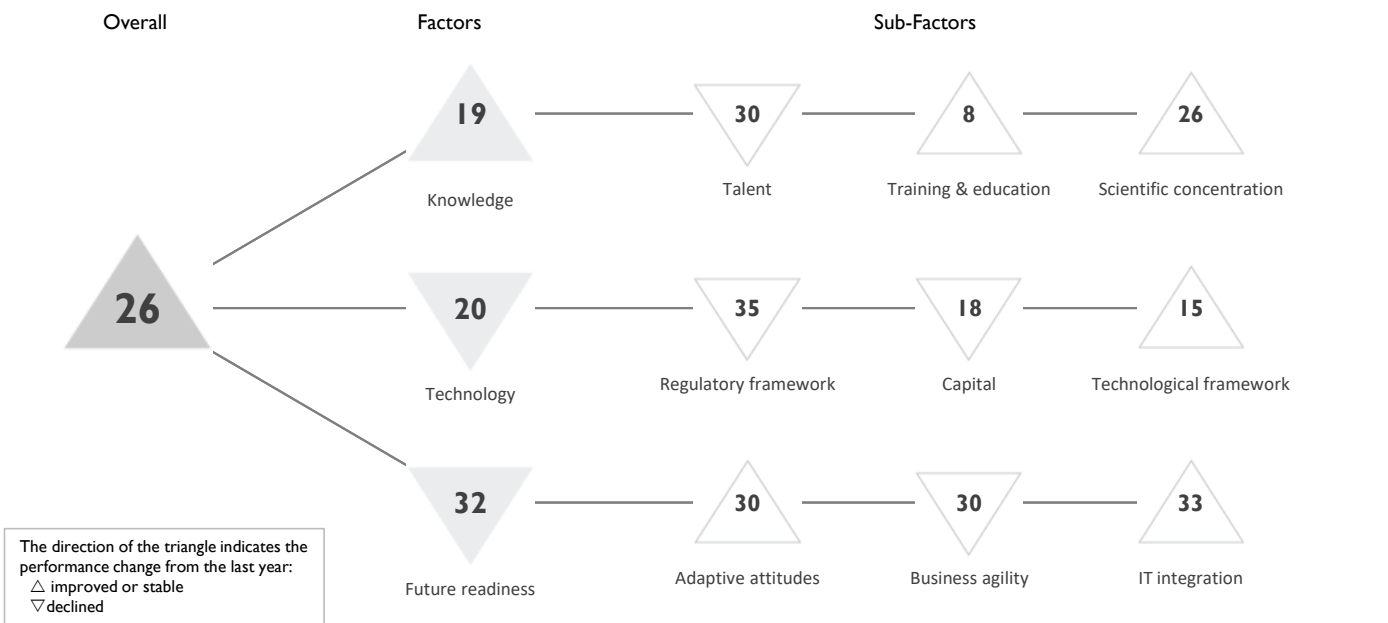 Overall
Factors
Sub-Factors
19
30
8
26
Knowledge
Talent
Training & education
Scientific concentration
26
20
35
18
15
Technology
Regulatory framework
Capital
Technological framework
32
30
30
33
Future readiness
Adaptive attitudes
Business agility
IT integration
The direction of the triangle indicates the
performance change from the last year:
△ improved or stable
▽ declined